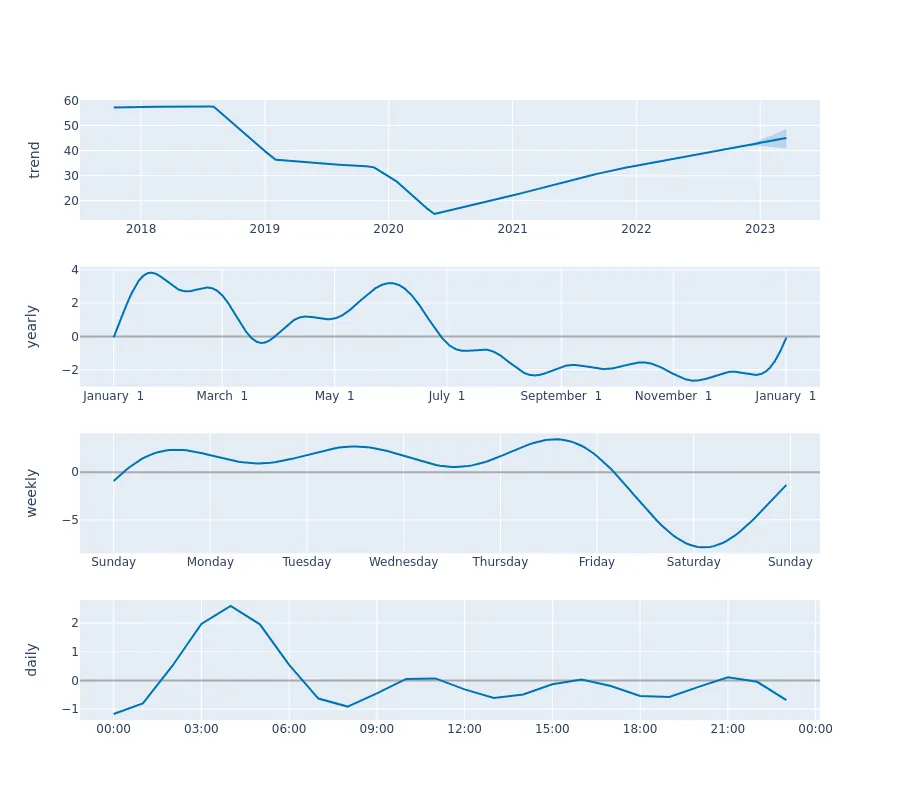 trend
60
50
40
30
20
2018 2019 2020 2021 2022 2023
yearly
4
2
0
−2
January 1 March 1 May 1 July 1 September 1 November 1 January 1
weekly
0
−5
Sunday Monday Tuesday Wednesday Thursday Friday Saturday Sunday
daily
2
1
0
−1
00:00 03:00 06:00 09:00 12:00 15:00 18:00 21:00 00:00